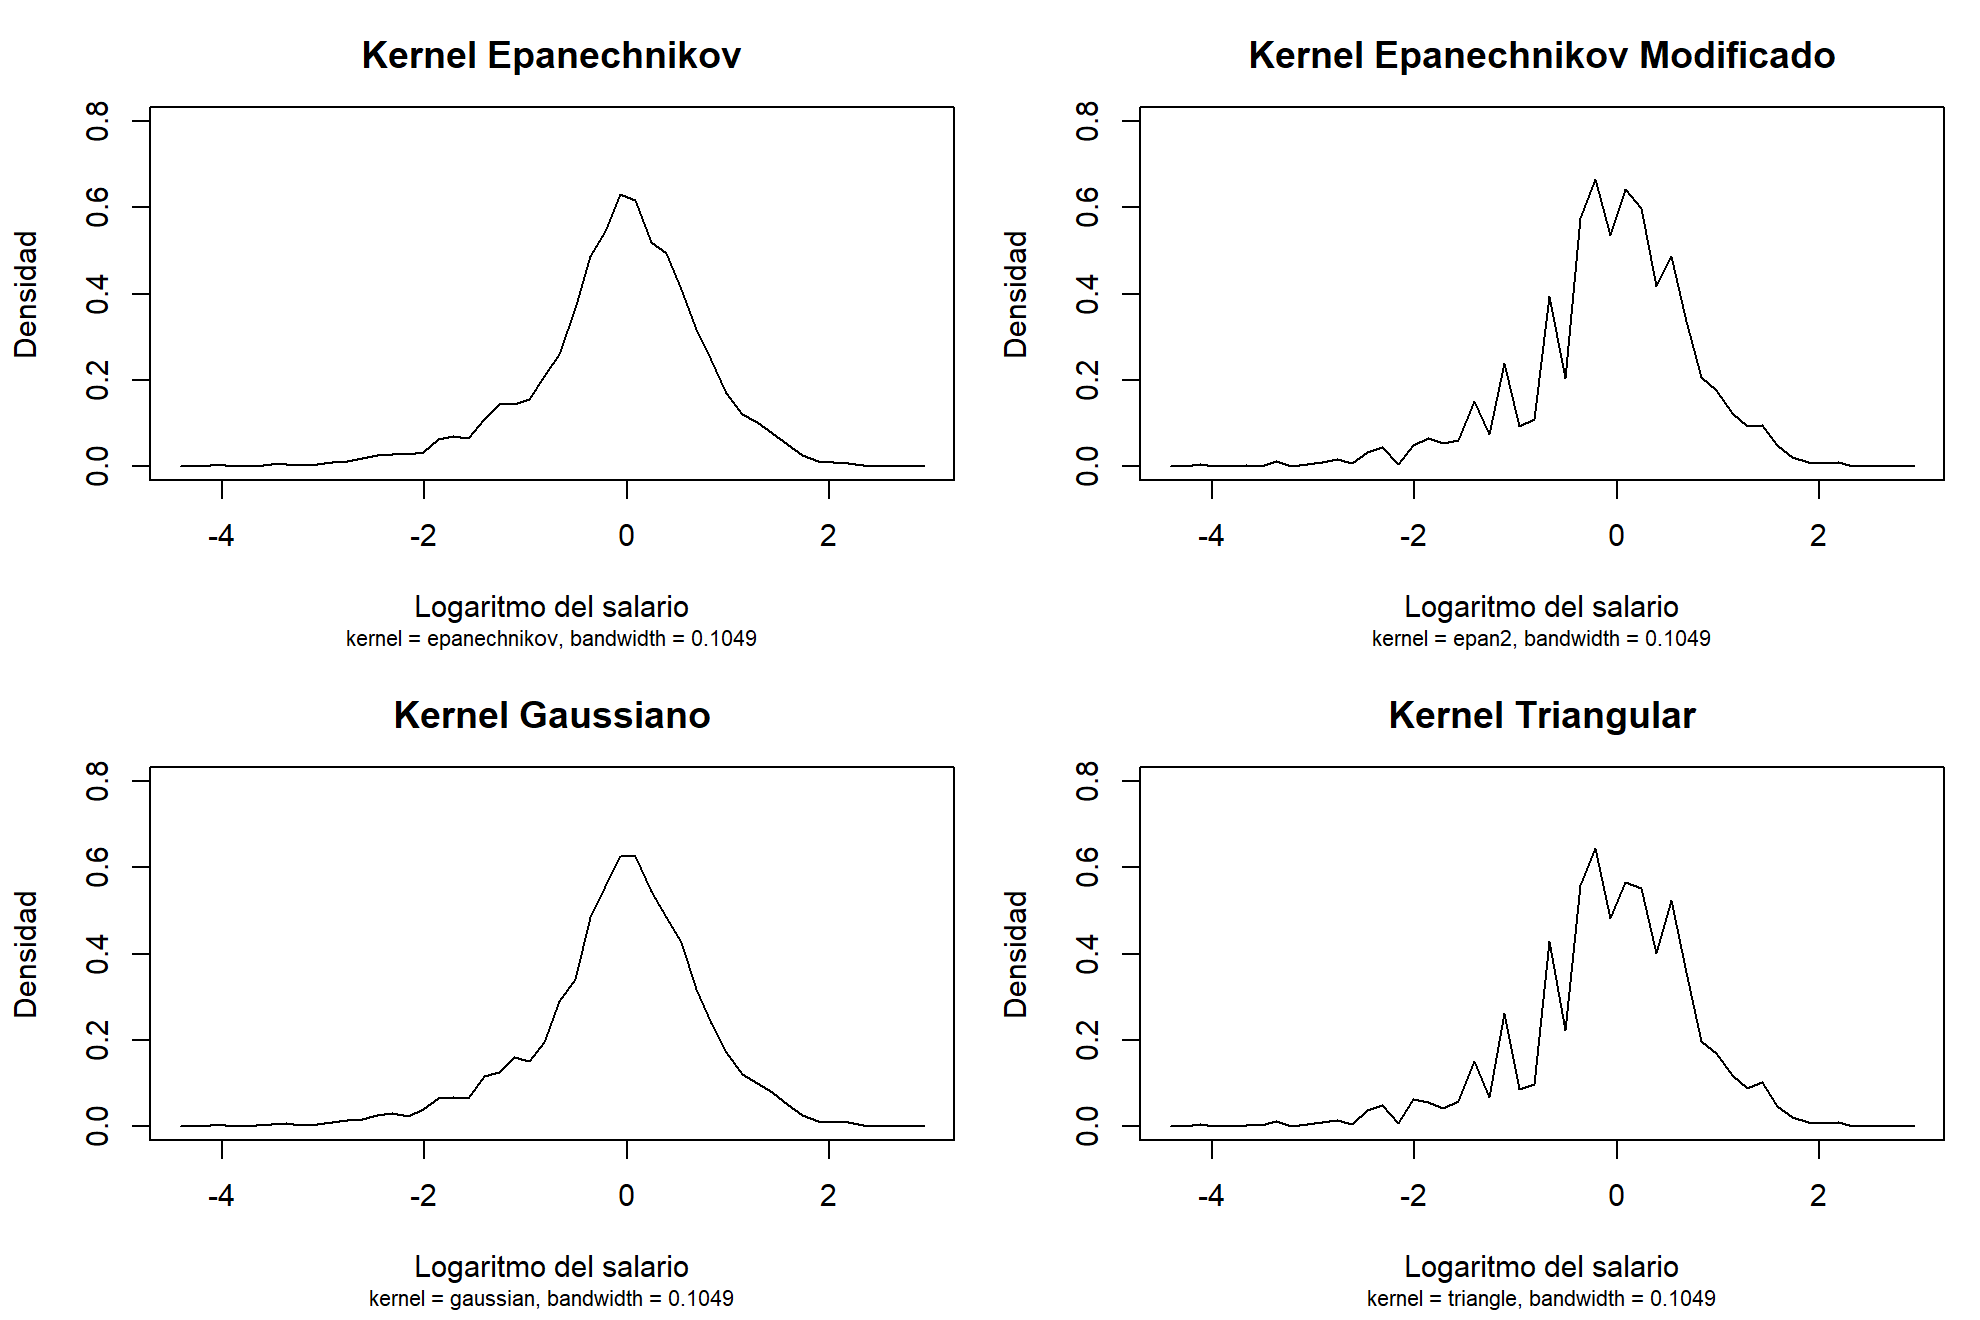 Kernel Epanechnikov
Densidad
0.0 0.2 0.4 0.6 0.8
-4 -2 0 2
Logaritmo del salario
kernel = epanechnikov, bandwidth = 0.1049
Kernel Epanechnikov Modificado
Densidad
0.0 0.2 0.4 0.6 0.8
-4 -2 0 2
Logaritmo del salario
kernel = epan2, bandwidth = 0.1049
Kernel Gaussiano
Densidad
0.0 0.2 0.4 0.6 0.8
-4 -2 0 2
Logaritmo del salario
kernel = gaussian, bandwidth = 0.1049
Kernel Triangular
Densidad
0.0 0.2 0.4 0.6 0.8
-4 -2 0 2
Logaritmo del salario
kernel = triangle, bandwidth = 0.1049